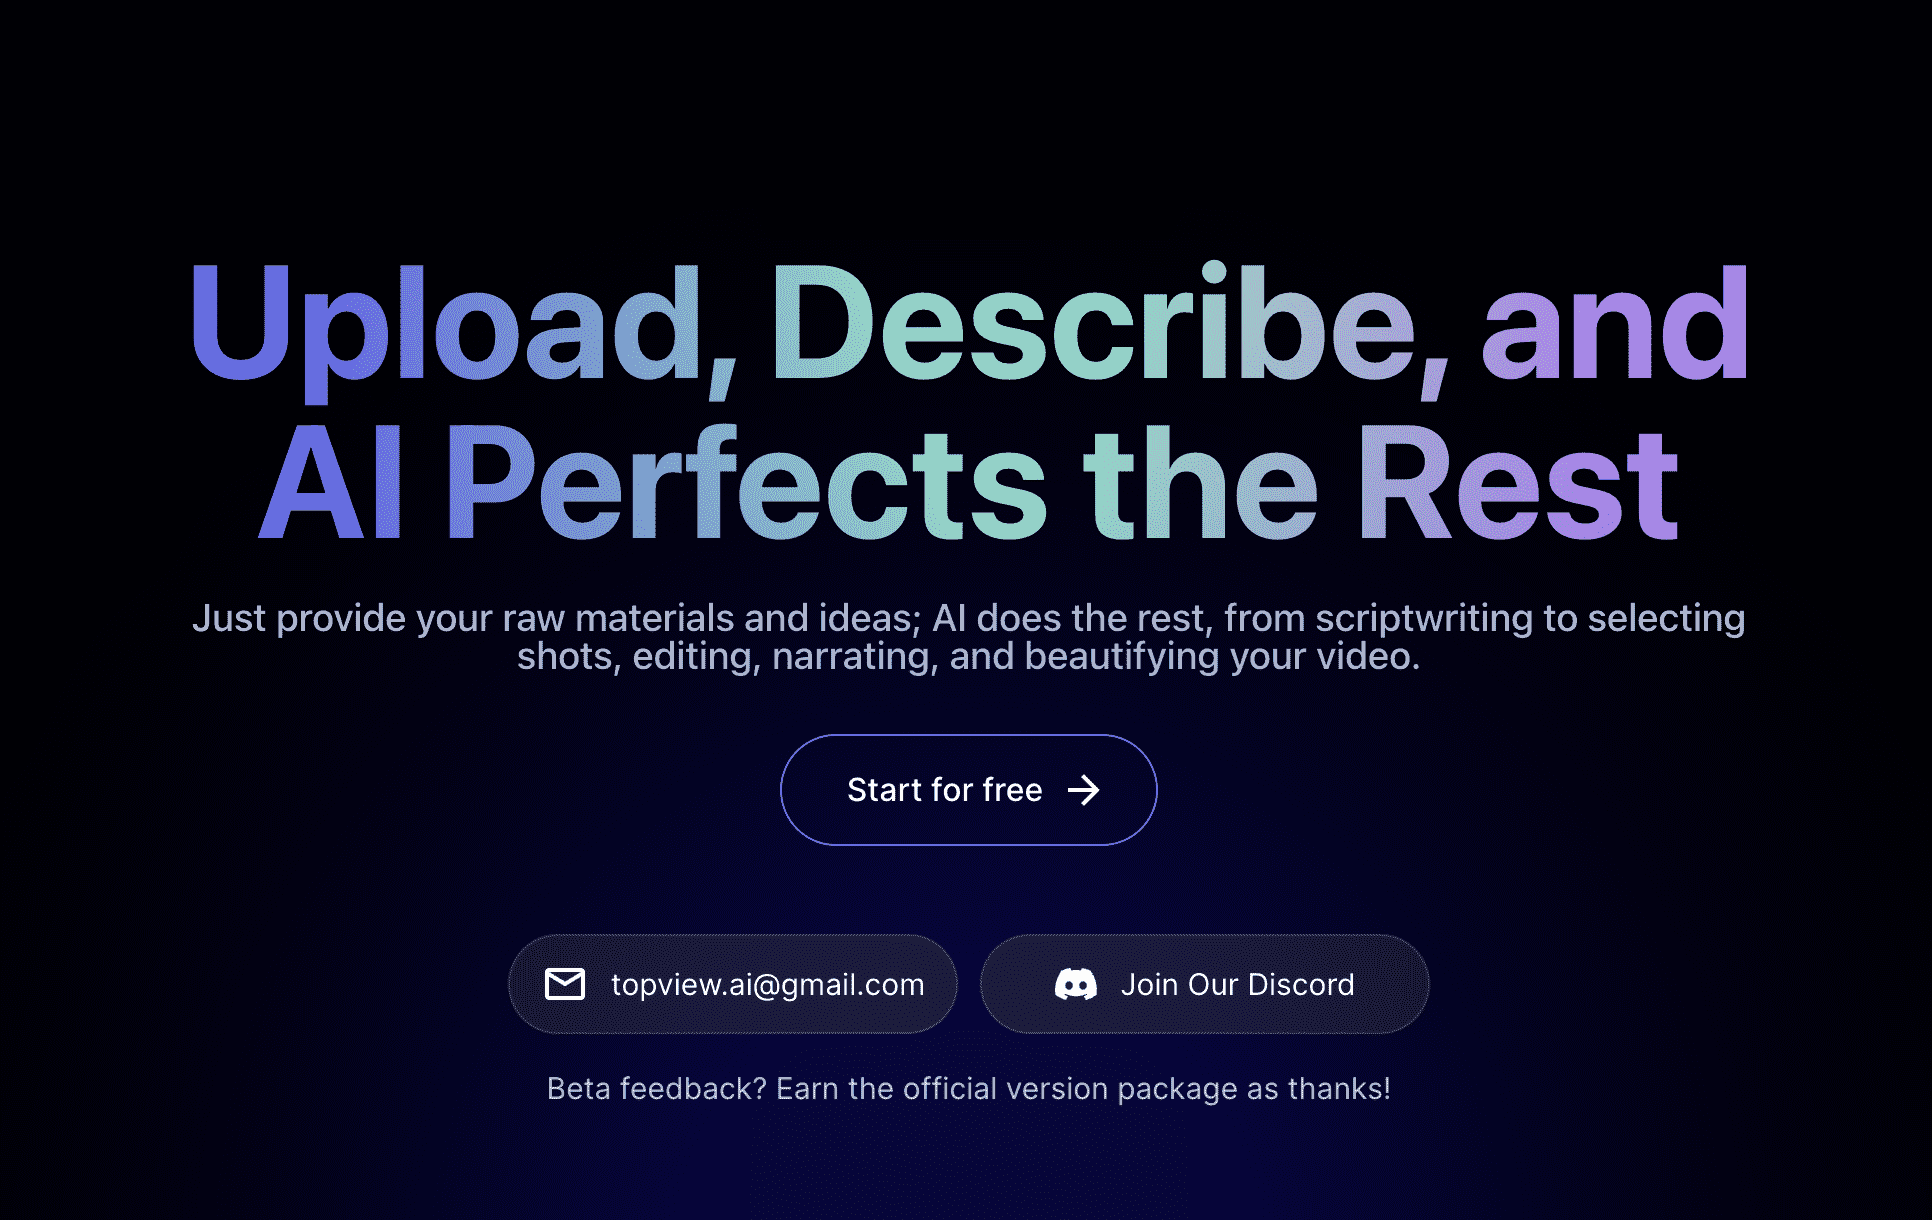 Upload, Describe, and
AI Perfects the Rest
Just provide your raw materials and ideas; AI does the rest, from scriptwriting to selecting
shots, editing, narrating, and beautifying your video.
Start for free
topview.ai@gmail.com
Join Our Discord
Beta feedback? Earn the official version package as thanks!